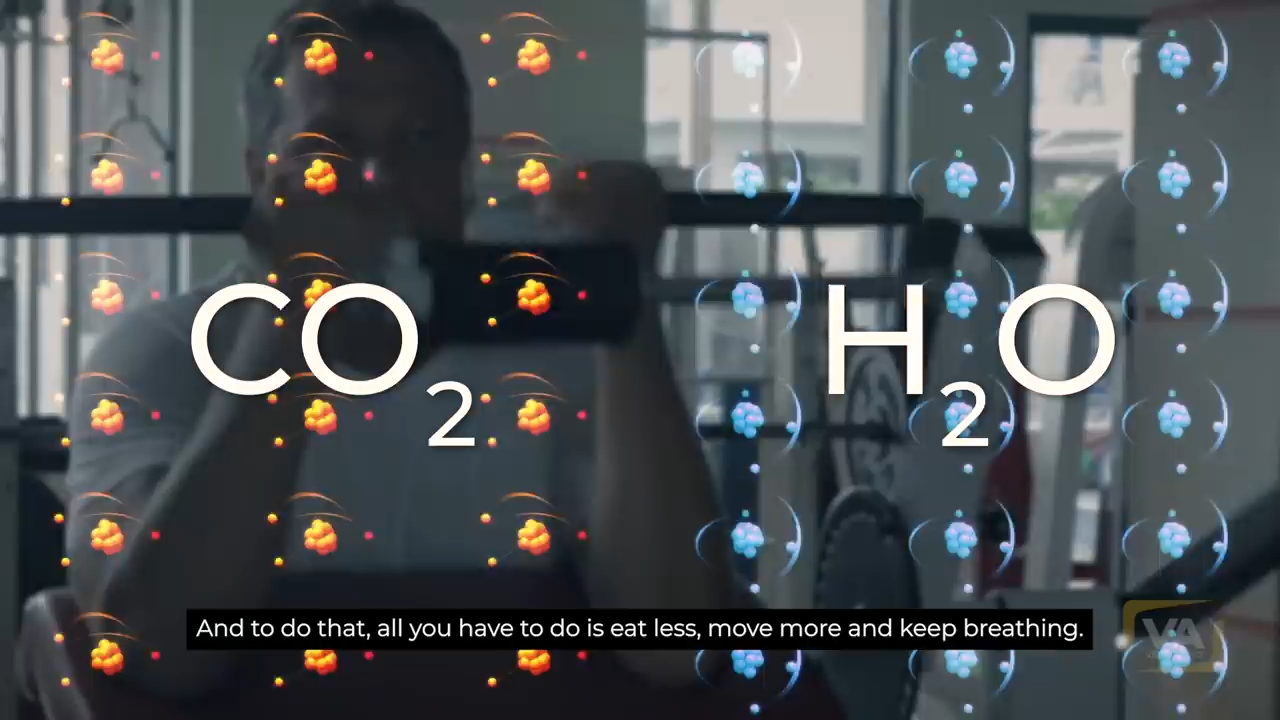 CO2
H2O
And to do that, all you have to do is eat less, move more and keep breathing.
VA